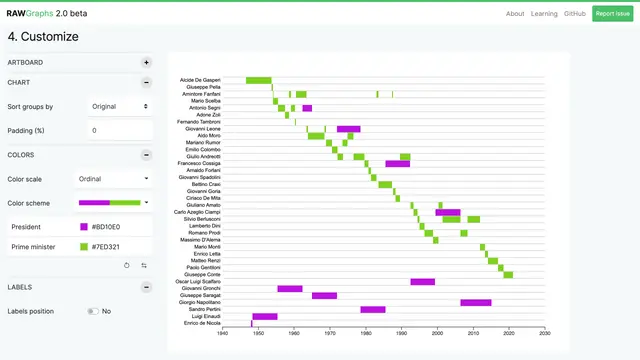 RAWGraphs 2.0 beta
About Learning GitHub Report issue
4. Customize
ARTBOARD
CHART
Sort groups by Original
Padding (%) 0
COLORS
Color scale Ordinal
Color scheme
President #BD10E0
Prime minister #7ED321
LABELS
Labels position No
Alcide De Gasperi
Giuseppe Pella
Amintore Fanfani
Mario Scelba
Antonio Segni
Adone Zoli
Fernando Tambroni
Giovanni Leone
Aldo Moro
Mariano Rumor
Emilio Colombo
Giulio Andreotti
Francesco Cossiga
Arnaldo Forlani
Giovanni Spadolini
Bettino Craxi
Giovanni Goria
Ciriaco De Mita
Giuliano Amato
Carlo Azeglio Ciampi
Silvio Berlusconi
Lamberto Dini
Romano Prodi
Massimo D'Alema
Mario Monti
Enrico Letta
Matteo Renzi
Paolo Gentiloni
Giuseppe Conte
Oscar Luigi Scalfaro
Giovanni Gronchi
Giuseppe Saragat
Giorgio Napolitano
Sandro Pertini
Luigi Einaudi
Enrico de Nicola
1940 1950 1960 1970 1980 1990 2000 2010 2020 2030